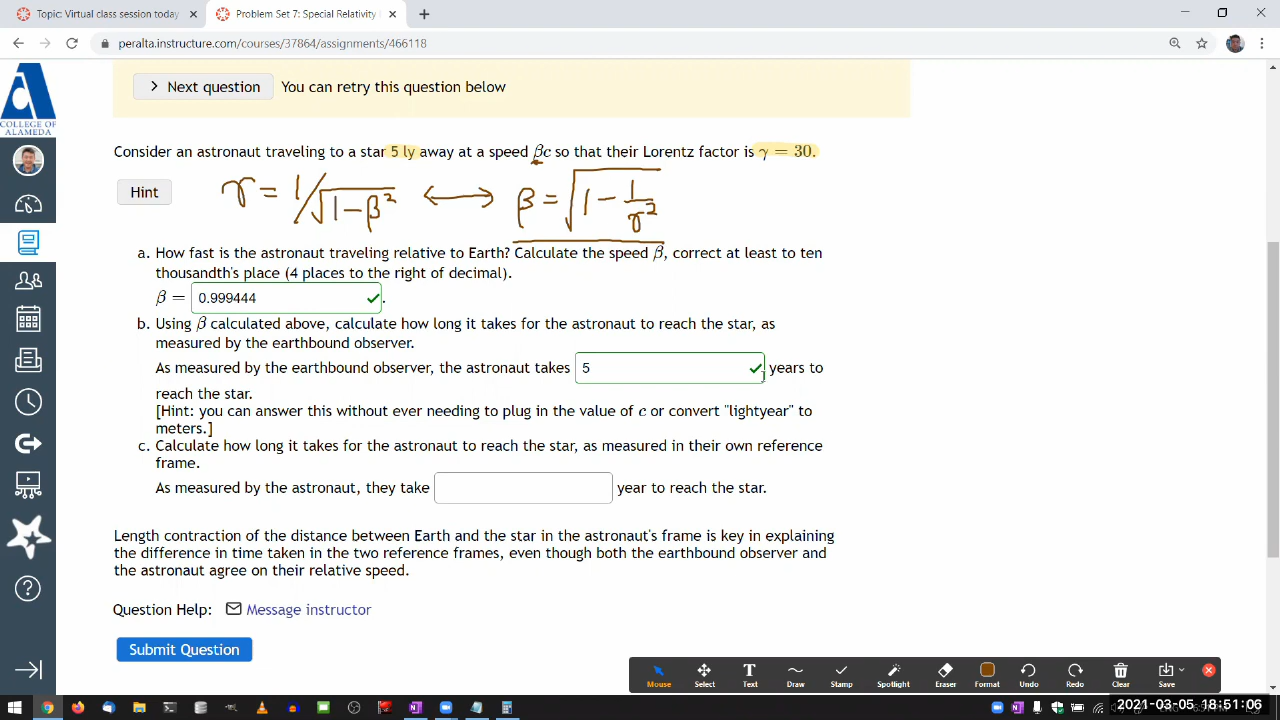 Topic: Virtual class session today
Problem Set 7: Special Relativity
peralta.instructure.com/courses/37864/assignments/466118
COLLEGE OF
ALAMEDA
Next question
You can retry this question below
Consider an astronaut traveling to a star 5 ly away at a speed βc so that their Lorentz factor is γ = 30.
Hint
γ = 1/√(1-β²) ⟷ β = √(1 - 1/γ²)
a. How fast is the astronaut traveling relative to Earth? Calculate the speed β, correct at least to ten
thousandth's place (4 places to the right of decimal).
β = 0.999444 .
b. Using β calculated above, calculate how long it takes for the astronaut to reach the star, as
measured by the earthbound observer.
As measured by the earthbound observer, the astronaut takes 5 years to
reach the star.
[Hint: you can answer this without ever needing to plug in the value of c or convert "lightyear" to
meters.]
c. Calculate how long it takes for the astronaut to reach the star, as measured in their own reference
frame.
As measured by the astronaut, they take year to reach the star.
Length contraction of the distance between Earth and the star in the astronaut's frame is key in explaining
the difference in time taken in the two reference frames, even though both the earthbound observer and
the astronaut agree on their relative speed.
Question Help: Message instructor
Submit Question
Mouse Select Text Draw Stamp Spotlight Eraser Format Undo Redo Clear Save
2021-03-05 18:51:06